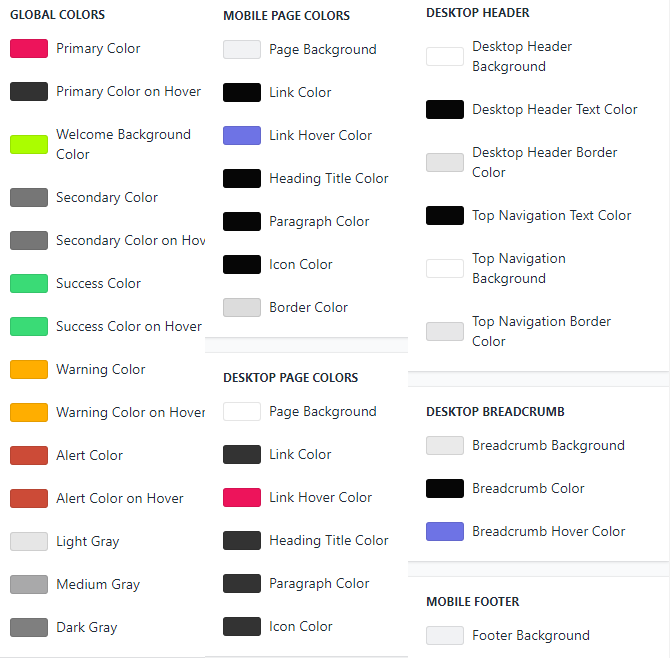 GLOBAL COLORS
Primary Color
Primary Color on Hover
Welcome Background
Color
Secondary Color
Secondary Color on Hov
Success Color
Success Color on Hover
Warning Color
Warning Color on Hover
Alert Color
Alert Color on Hover
Light Gray
Medium Gray
Dark Gray
MOBILE PAGE COLORS
Page Background
Link Color
Link Hover Color
Heading Title Color
Paragraph Color
Icon Color
Border Color
DESKTOP PAGE COLORS
Page Background
Link Color
Link Hover Color
Heading Title Color
Paragraph Color
Icon Color
DESKTOP HEADER
Desktop Header
Background
Desktop Header Text Color
Desktop Header Border
Color
Top Navigation Text Color
Top Navigation
Background
Top Navigation Border
Color
DESKTOP BREADCRUMB
Breadcrumb Background
Breadcrumb Color
Breadcrumb Hover Color
MOBILE FOOTER
Footer Background